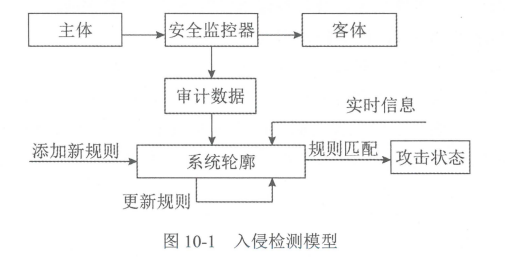 主体
安全监控器
客体
审计数据
实时信息
添加新规则
系统轮廓
规则匹配
攻击状态
更新规则
图 10-1 入侵检测模型